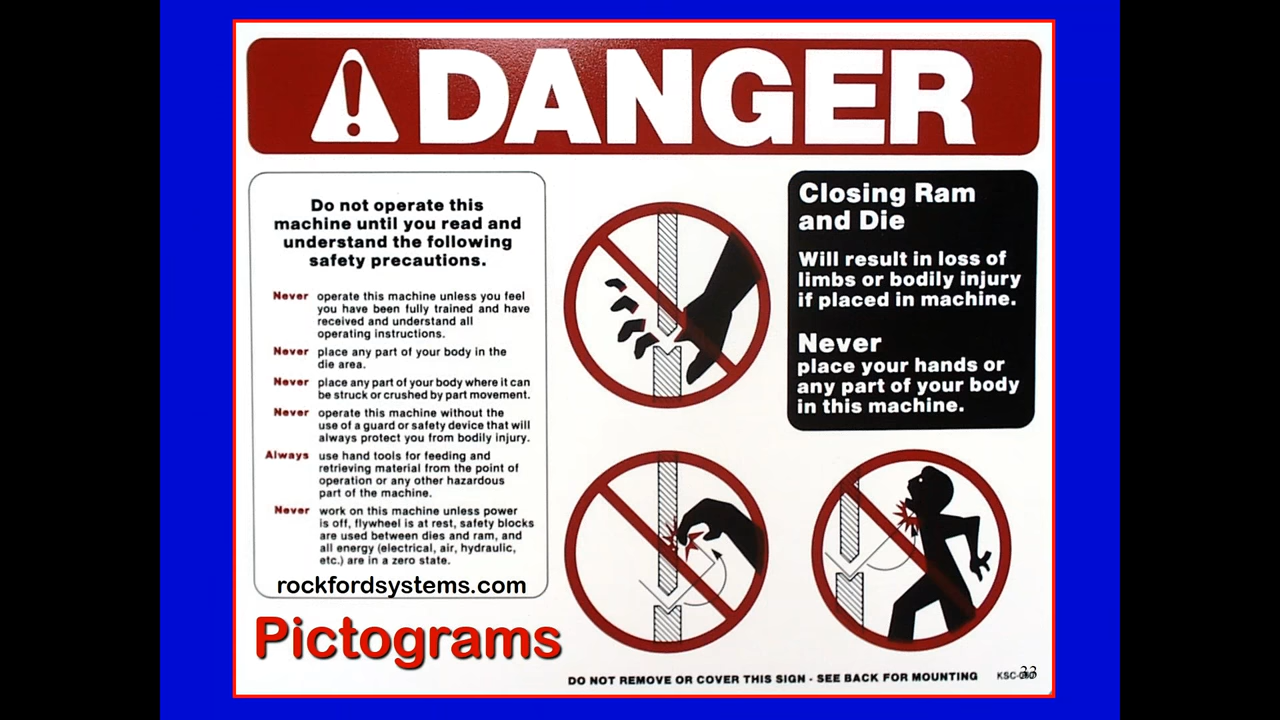 DANGER
Do not operate this
machine until you read and
understand the following
safety precautions.
Never operate this machine unless you feel
you have been fully trained and have
received and understand all
operating instructions.
Never place any part of your body in the
die area.
Never place any part of your body where it can
be struck or crushed by part movement.
Never operate this machine without the
use of a guard or safety device that will
always protect you from bodily injury.
Always use hand tools for feeding and
retrieving material from the point of
operation or any other hazardous
part of the machine.
Never work on this machine unless power
is off, flywheel is at rest, safety blocks
are used between dies and ram, and
all energy (electrical, air, hydraulic,
etc.) are in a zero state.
rockfordsystems.com
Pictograms
Closing Ram
and Die
Will result in loss of
limbs or bodily injury
if placed in machine.
Never
place your hands or
any part of your body
in this machine.
DO NOT REMOVE OR COVER THIS SIGN - SEE BACK FOR MOUNTING
33